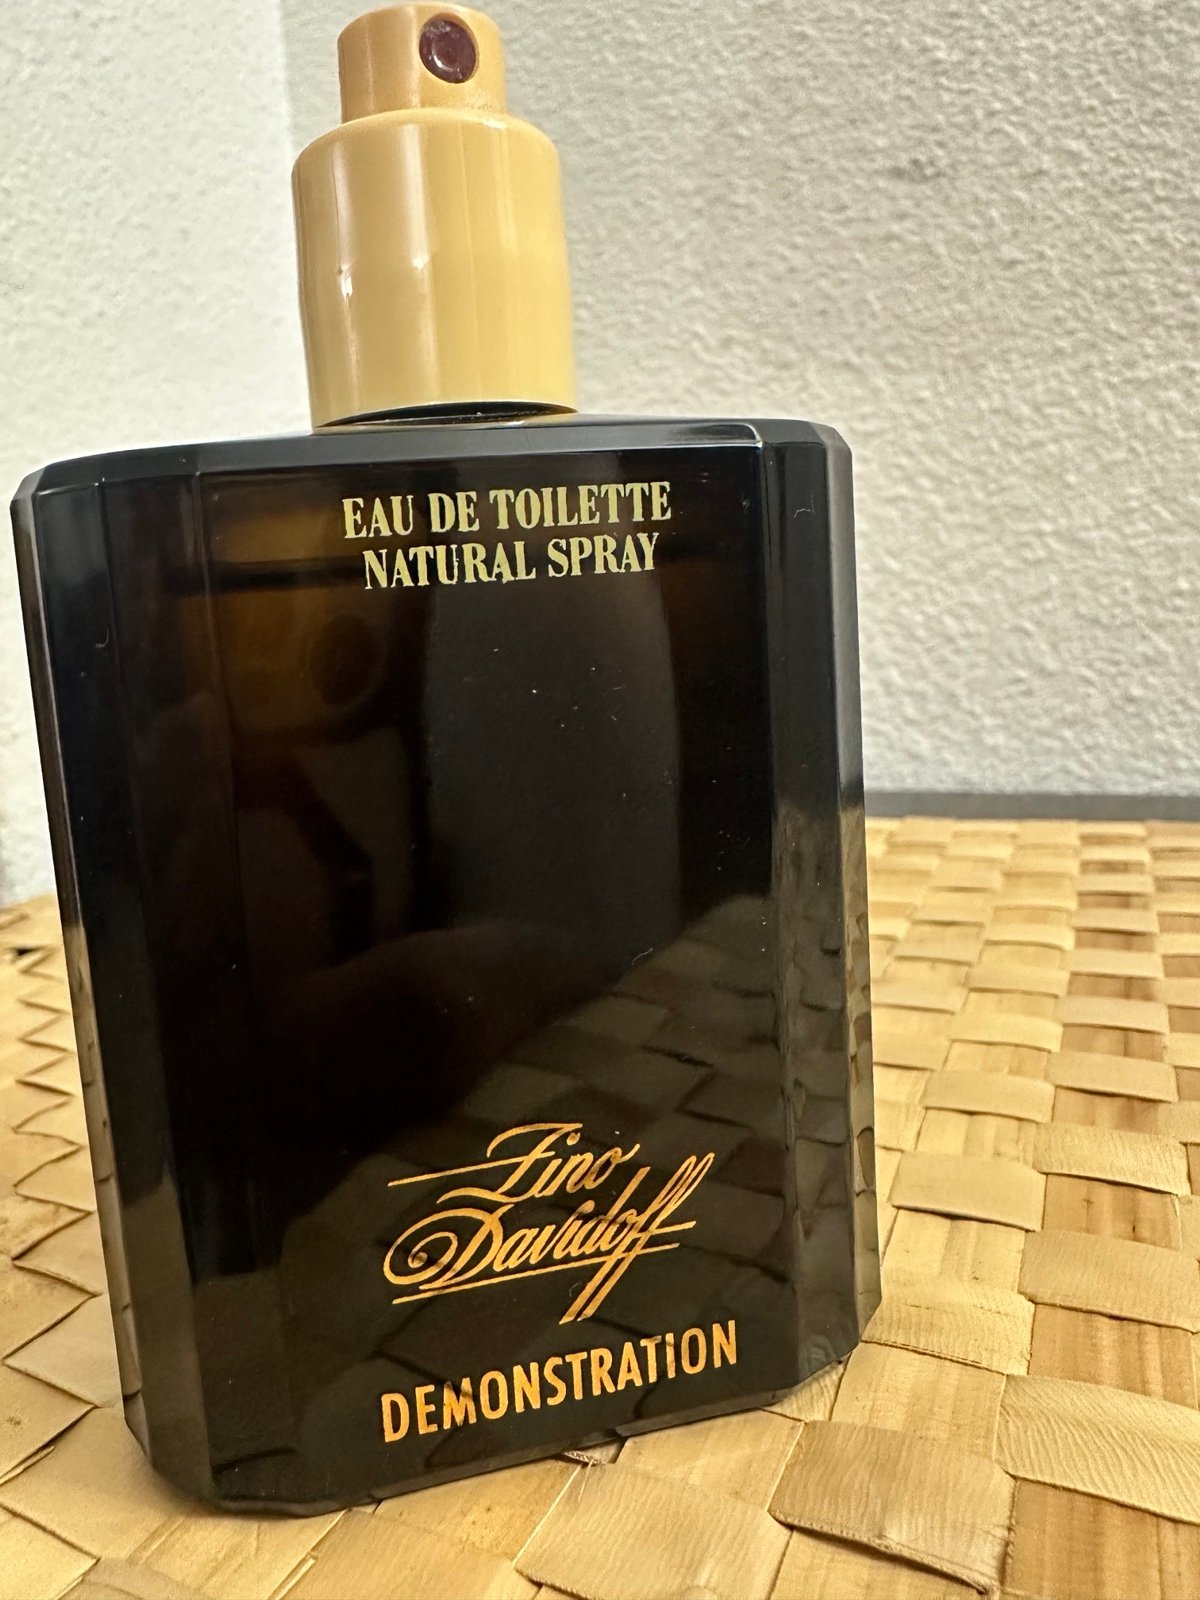 EAU DE TOILETTE
NATURAL SPRAY
Zino
Davidoff
DEMONSTRATION